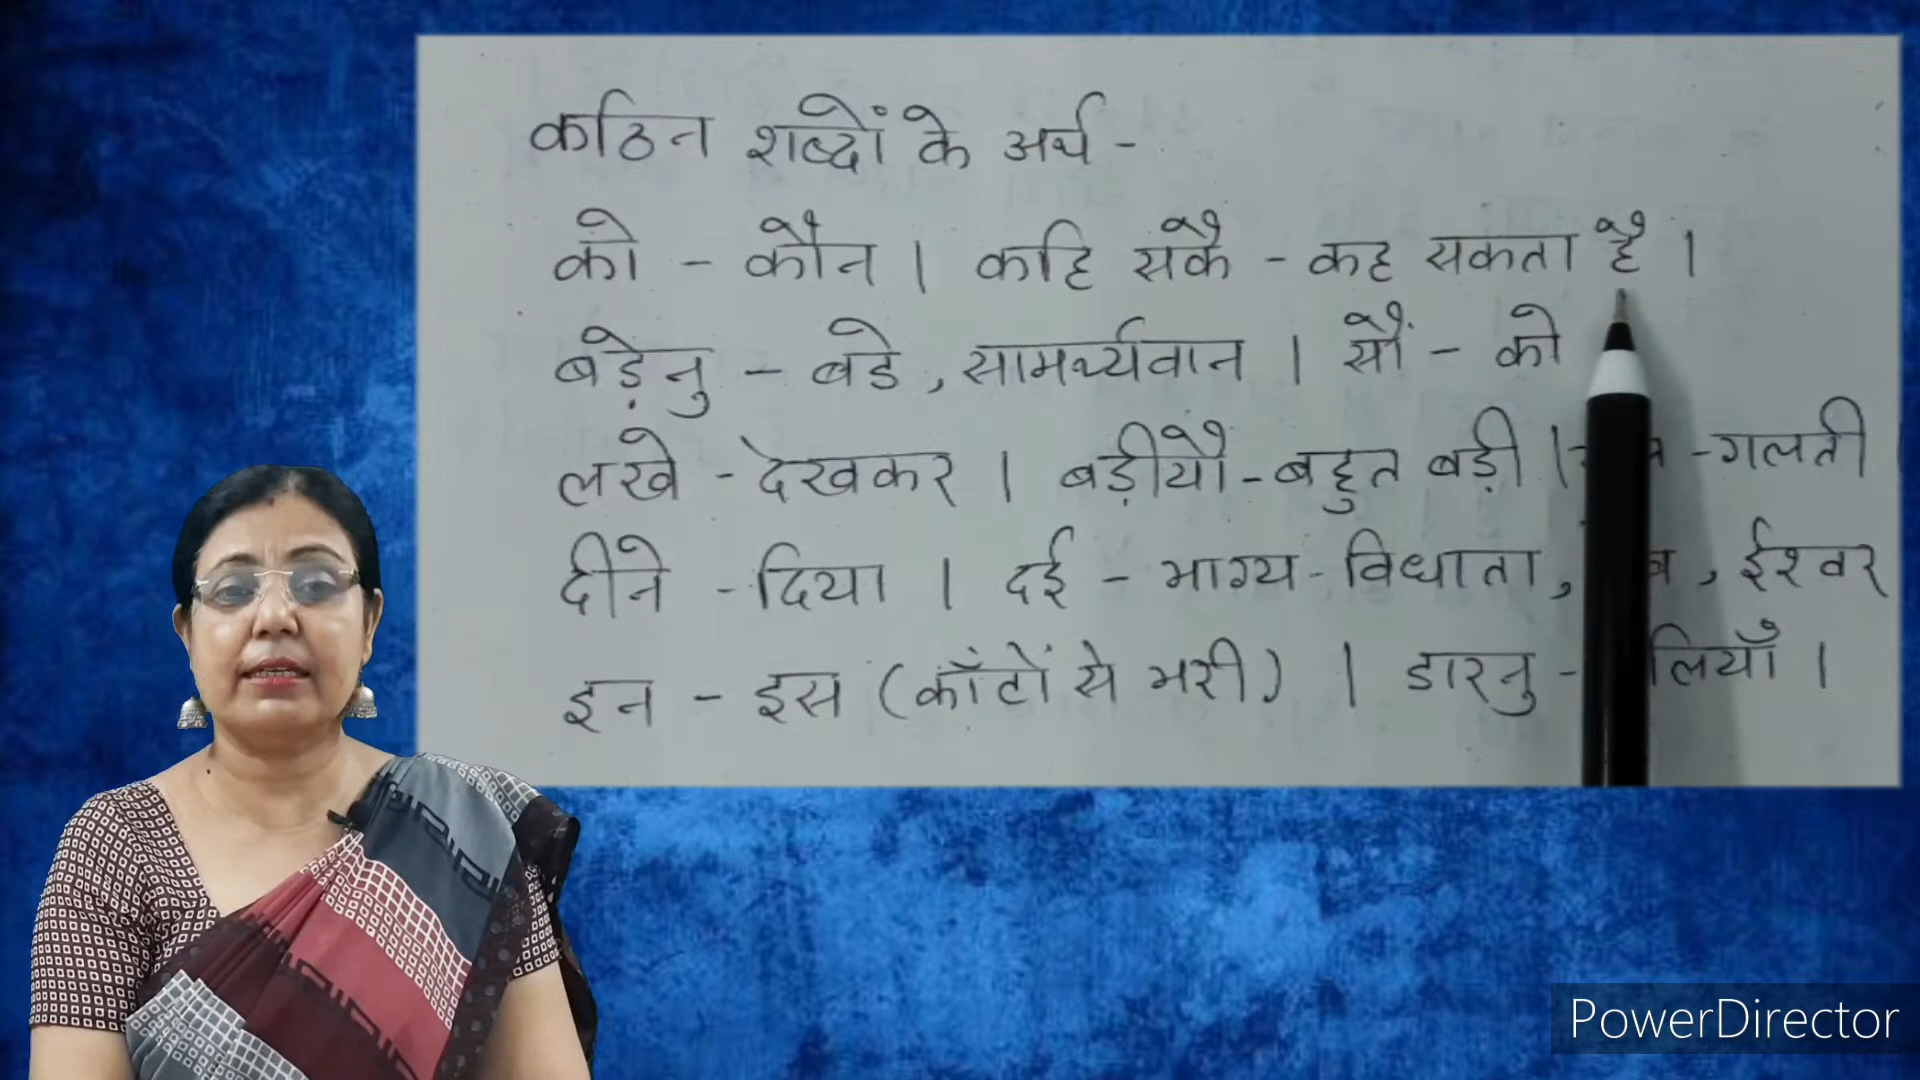 कठिन शब्दों के अर्थ -
को - कौन । कहि सकै - कह सकता है ।
बड़ेनु - बडे , सामर्थ्यवान । सौं - को
लखे - देखकर । बड़ीयौ - बहुत बड़ी । - गलती
दीने - दिया । दई - भाग्य - विधाता , , ईश्वर
इन - इस (काँटों से भरी) । डारनु - ।
PowerDirector